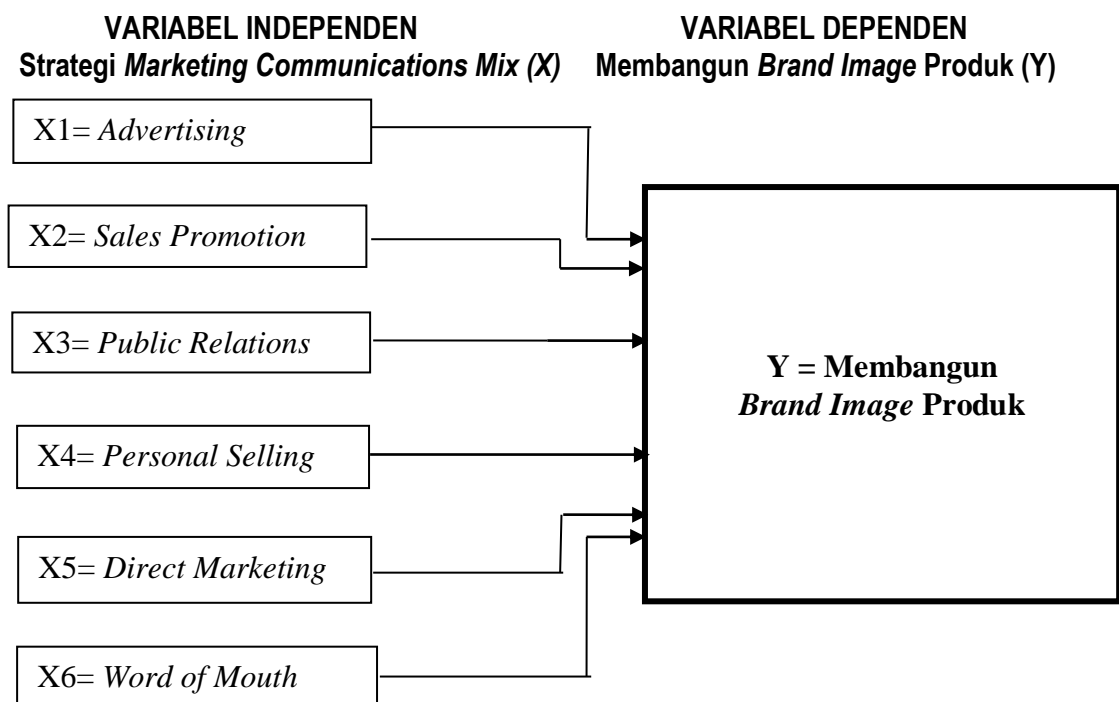 VARIABEL INDEPENDEN
Strategi Marketing Communications Mix (X)
VARIABEL DEPENDEN
Membangun Brand Image Produk (Y)
X1= Advertising
X2= Sales Promotion
X3= Public Relations
X4= Personal Selling
X5= Direct Marketing
X6= Word of Mouth
Y = Membangun
Brand Image Produk